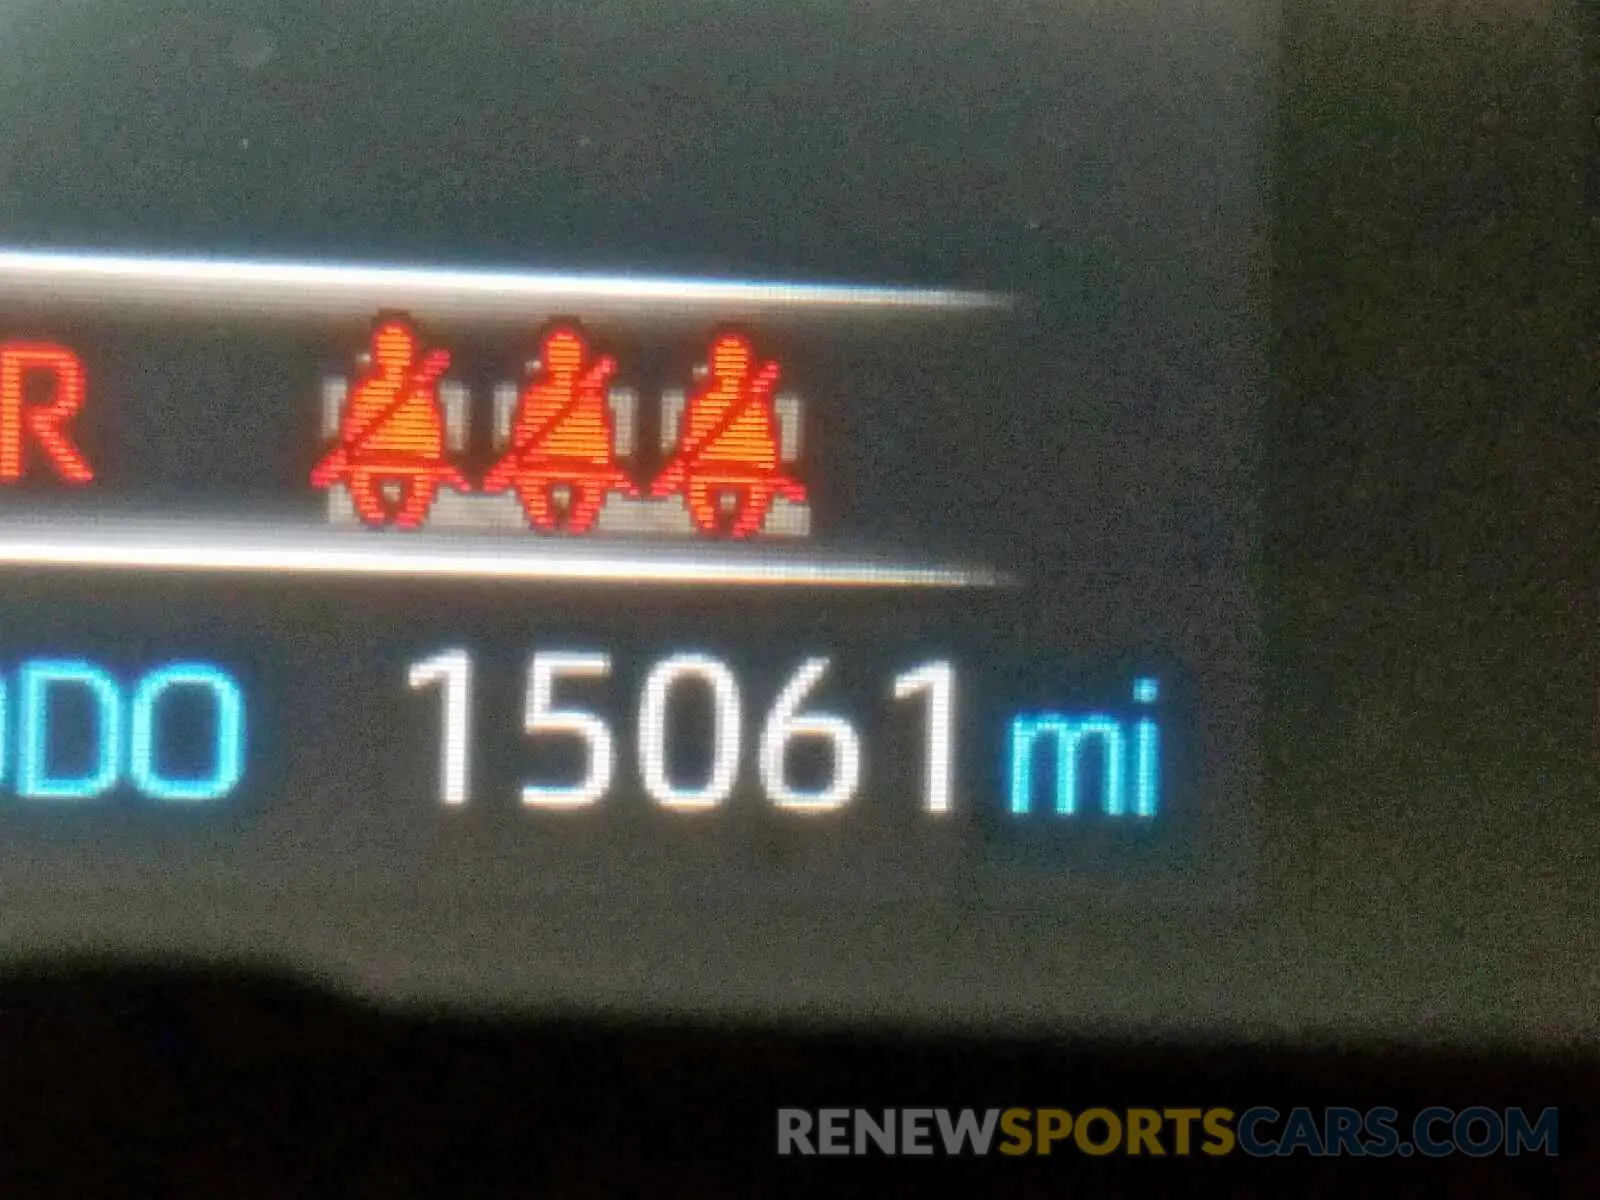 R
ODO 15061 mi
RENEWSPORTSCARS.COM